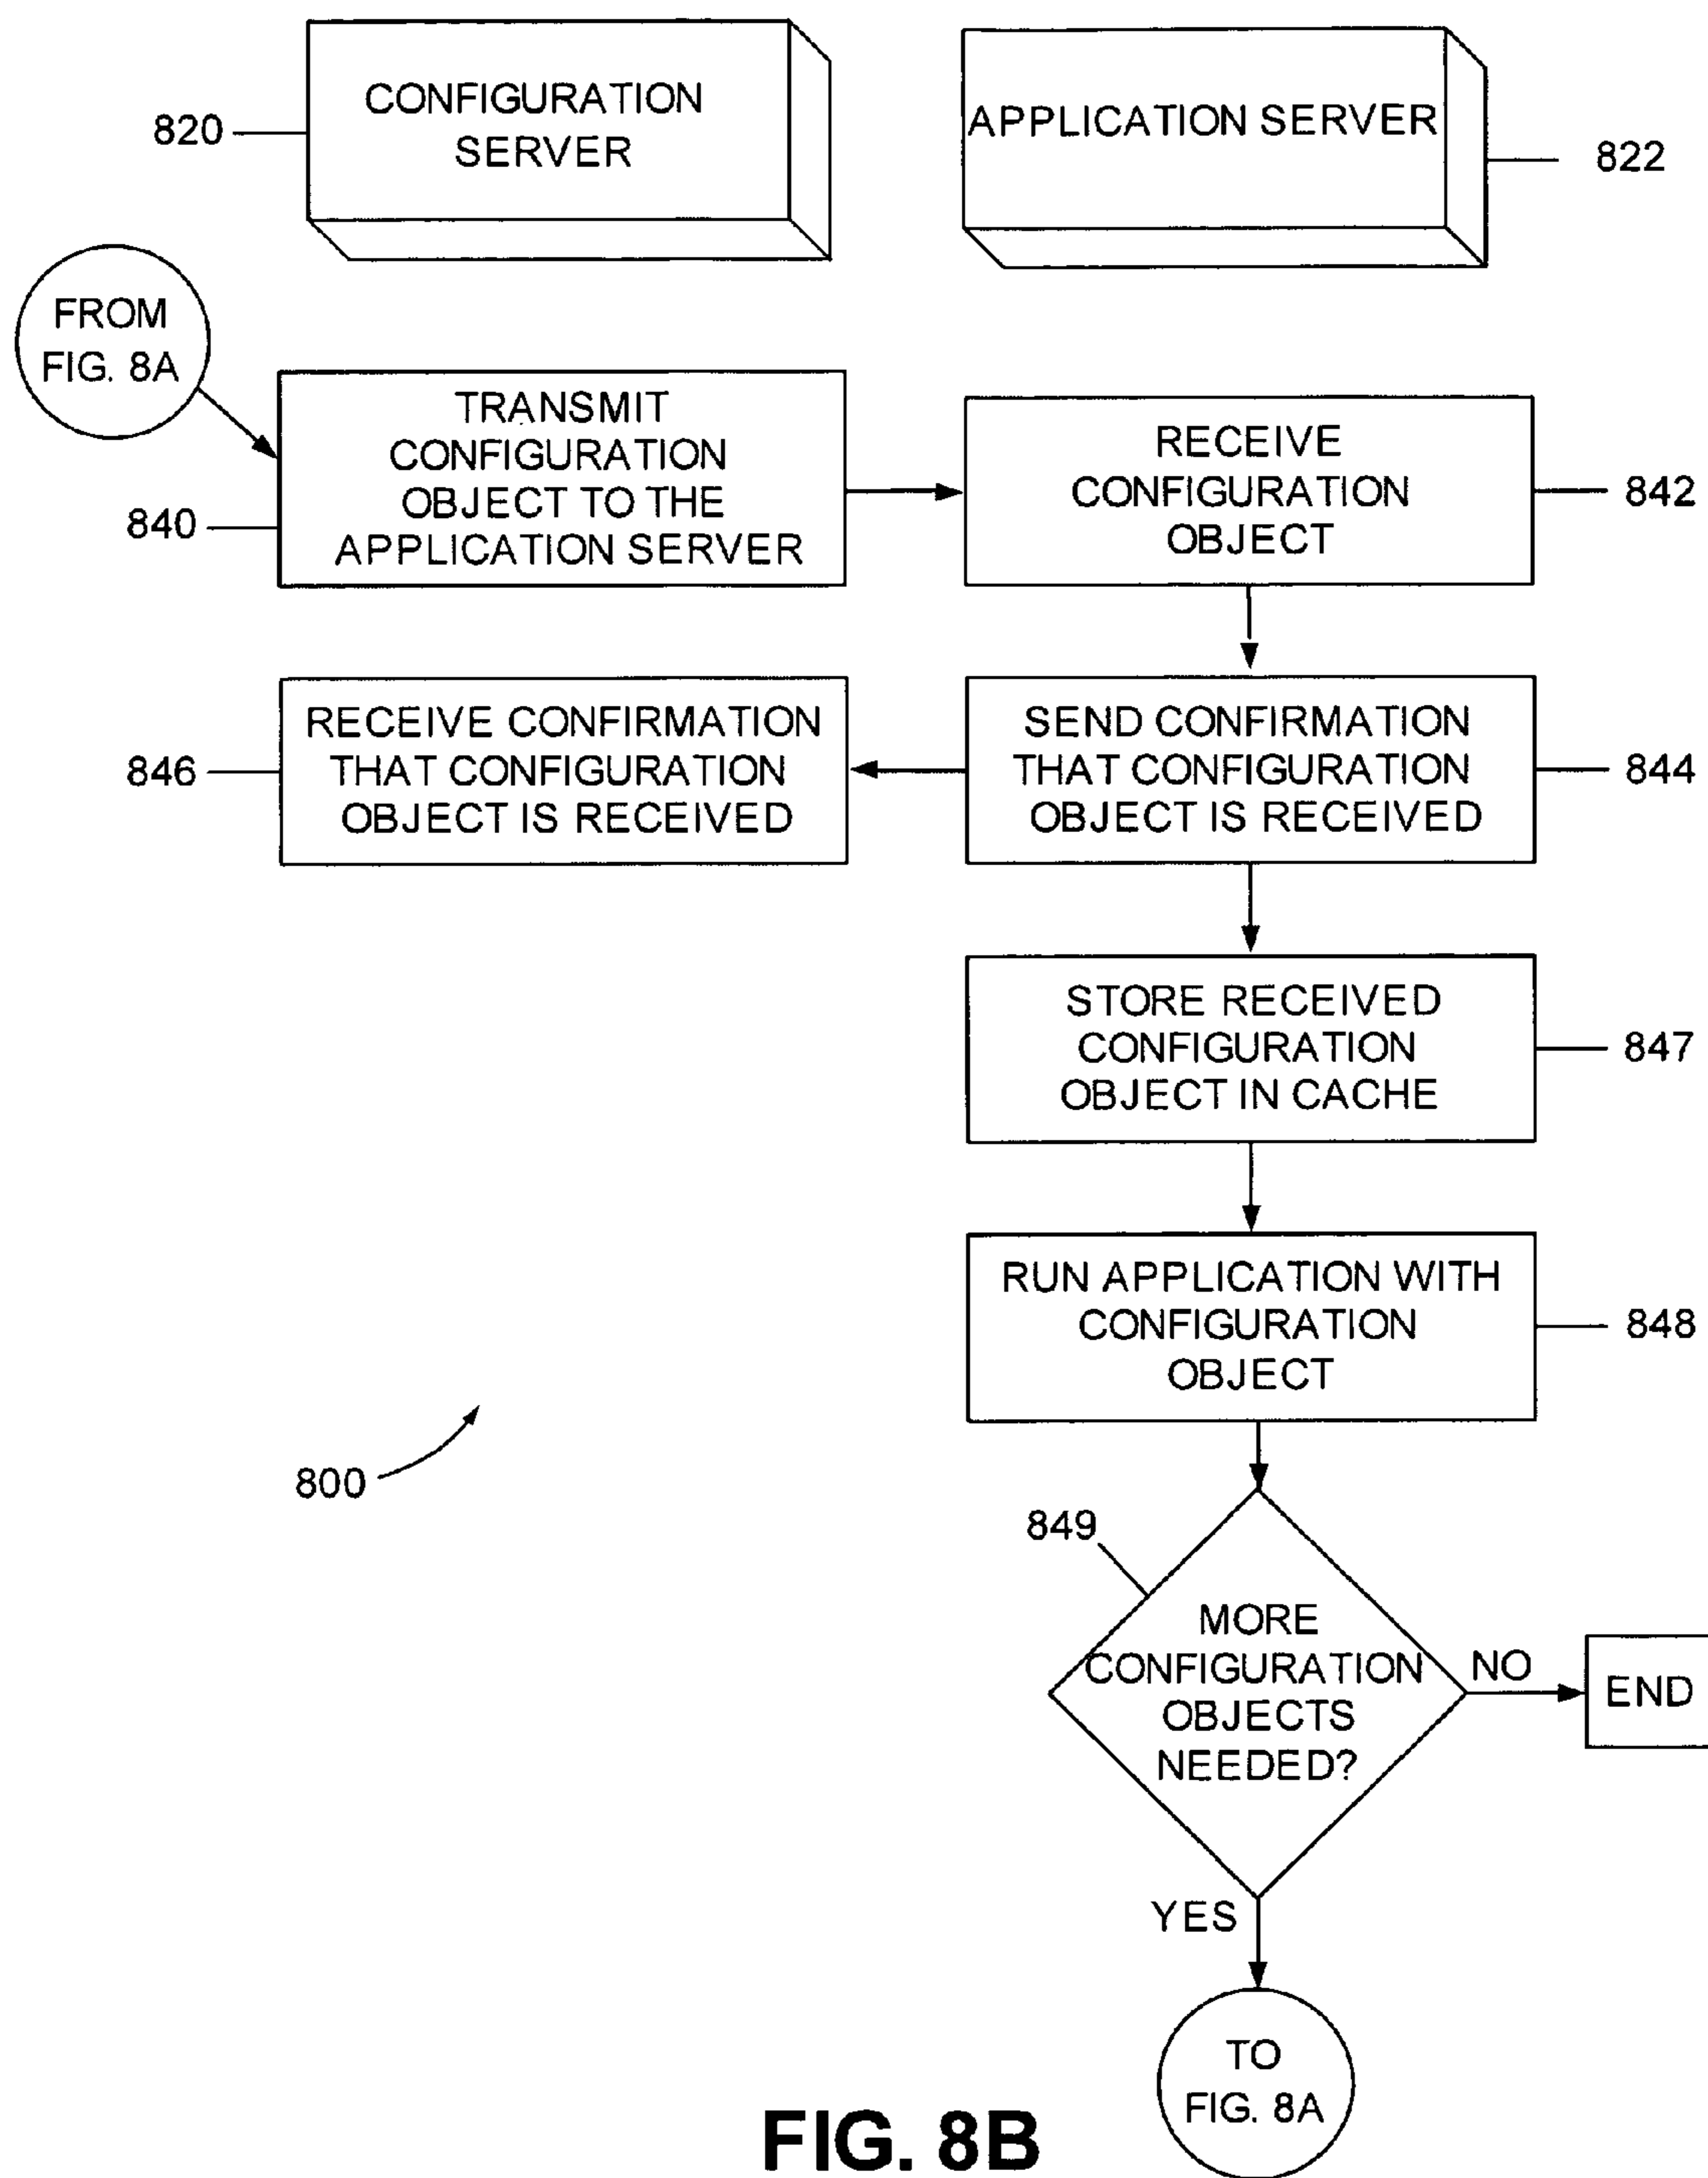 CONFIGURATION
SERVER
820
APPLICATION SERVER
822
FROM
FIG. 8A
TRANSMIT
CONFIGURATION
OBJECT TO THE
APPLICATION SERVER
840
RECEIVE
CONFIGURATION
OBJECT
842
RECEIVE CONFIRMATION
THAT CONFIGURATION
OBJECT IS RECEIVED
846
SEND CONFIRMATION
THAT CONFIGURATION
OBJECT IS RECEIVED
844
STORE RECEIVED
CONFIGURATION
OBJECT IN CACHE
847
RUN APPLICATION WITH
CONFIGURATION
OBJECT
848
800
849
MORE
CONFIGURATION
OBJECTS
NEEDED?
NO
END
YES
TO
FIG. 8A
FIG. 8B